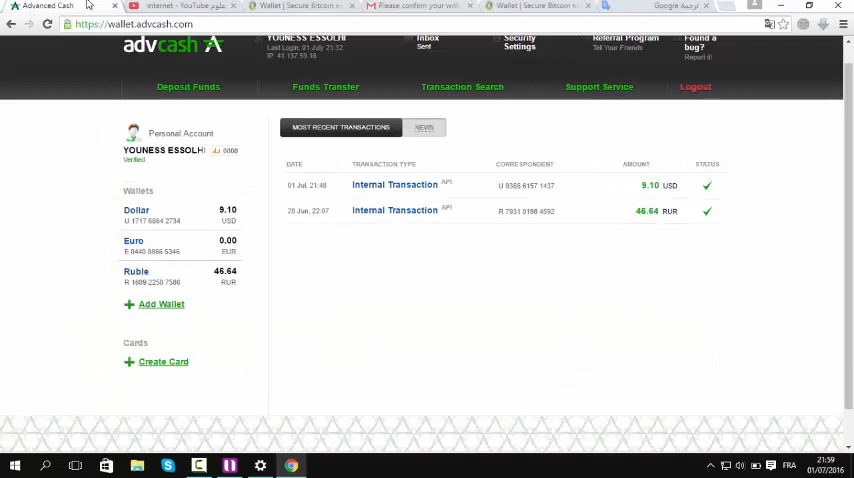 Advanced Cash
internet - YouTube علوم
Wallet | Secure Bitcoin e
Please confirm your with
Wallet | Secure Bitcoin e
ترجمة Google
https://wallet.advcash.com
advcash
YOUNESS ESSOLHI
Last Login: 01 July 21:32
IP: 41.137.59.16
Inbox
Sent
Security
Settings
Referral Program
Tell Your Friends
Found a
bug?
Report it!
Deposit Funds
Funds Transfer
Transaction Search
Support Service
Logout
Personal Account
YOUNESS ESSOLHI 0000
Verified
MOST RECENT TRANSACTIONS
NEWS
DATE TRANSACTION TYPE CORRESPONDENT AMOUNT STATUS
01 Jul, 21:48 Internal Transaction API U 9366 6157 1437 9.10 USD
28 Jun, 22:07 Internal Transaction API R 7931 0198 4592 46.64 RUR
Wallets
Dollar 9.10
U 1717 6864 2734 USD
Euro 0.00
E 0440 8866 5346 EUR
Ruble 46.64
R 1609 2250 7586 RUR
Add Wallet
Cards
Create Card
FRA
21:59
01/07/2016